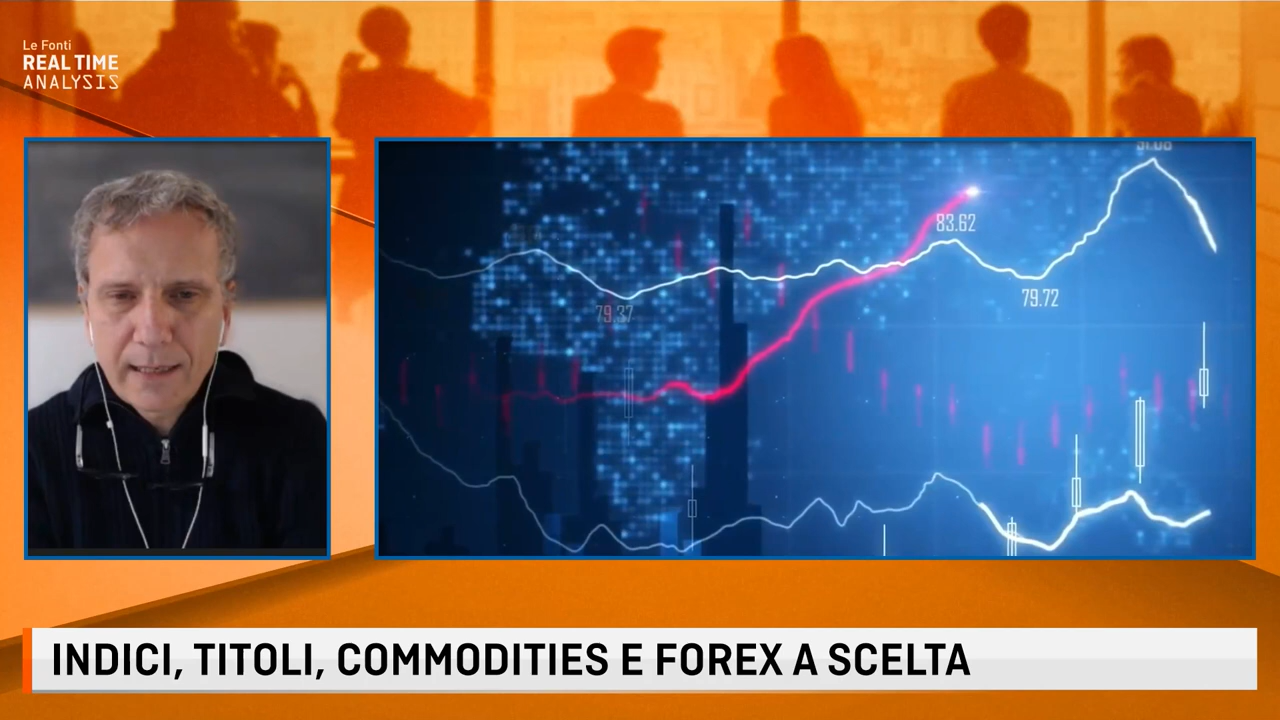 Le Fonti
REAL TIME
ANALYSIS
83.62
79.37
79.72
INDICI, TITOLI, COMMODITIES E FOREX A SCELTA